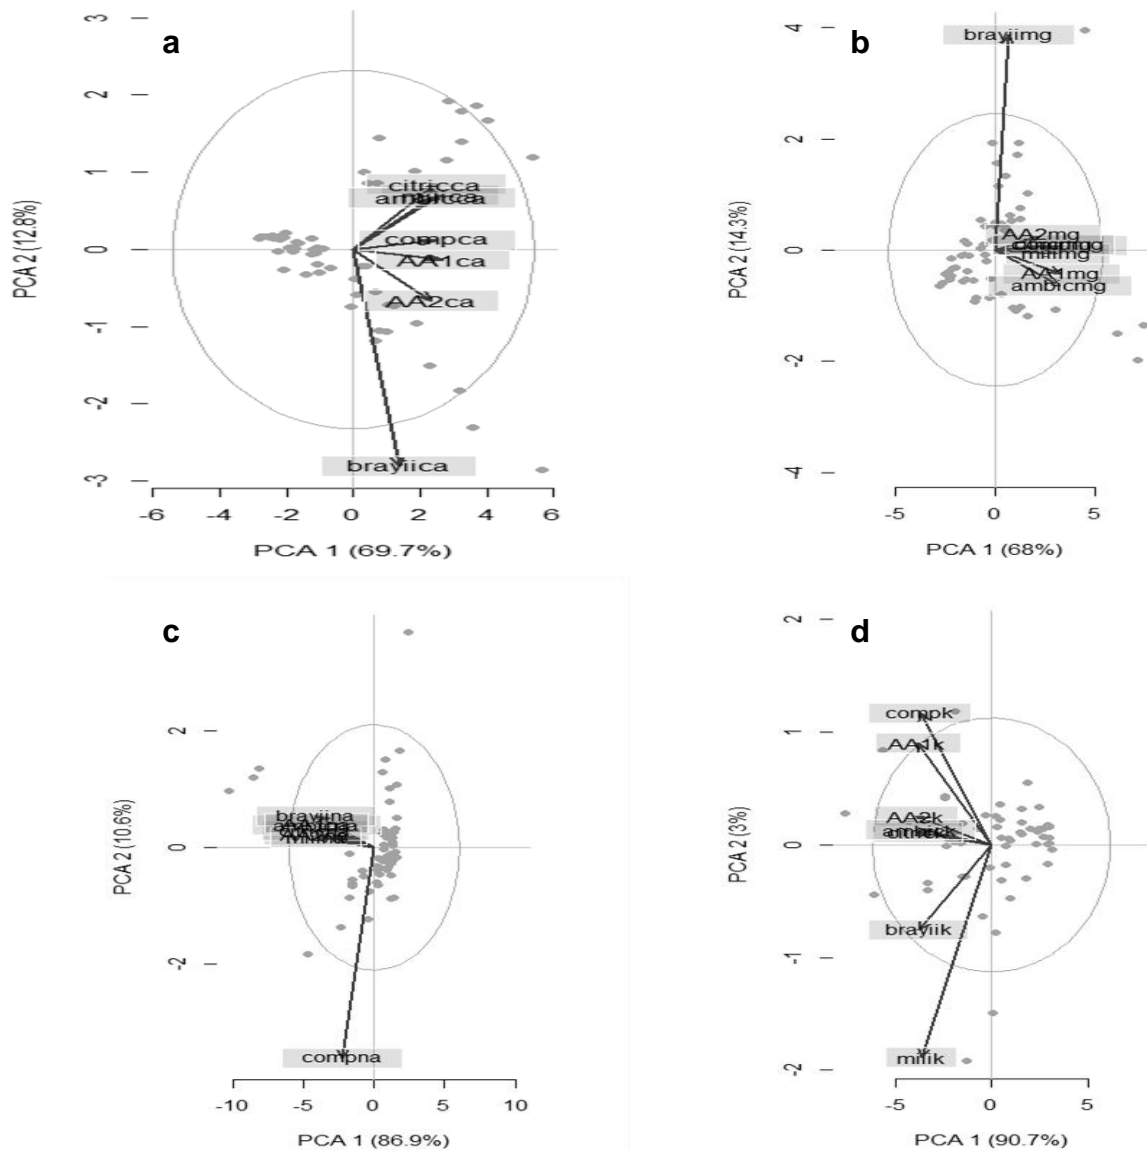 a
3
2
1
0
-1
-2
-3
PCA 2 (12.8%)
citricca
compca
AA1ca
AA2ca
brayiica
-6 -4 -2 0 2 4 6
PCA 1 (69.7%)
b
4
2
0
-2
-4
PCA 2 (14.3%)
brayiimg
AA2mg
AA1mg
ambicmg
-5 0 5
PCA 1 (68%)
c
2
0
-2
PCA 2 (10.6%)
brayiina
compna
-10 -5 0 5 10
PCA 1 (86.9%)
d
2
1
0
-1
-2
PCA 2 (3%)
compk
AA1k
AA2k
brayiik
milik
-5 0 5
PCA 1 (90.7%)